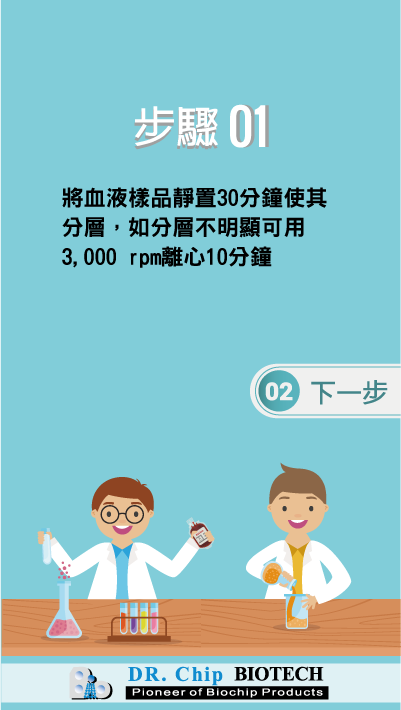 步驟 01
將血液樣品靜置30分鐘使其
分層，如分層不明顯可用
3,000 rpm離心10分鐘
02 下一步
DR. Chip BIOTECH
Pioneer of Biochip Products